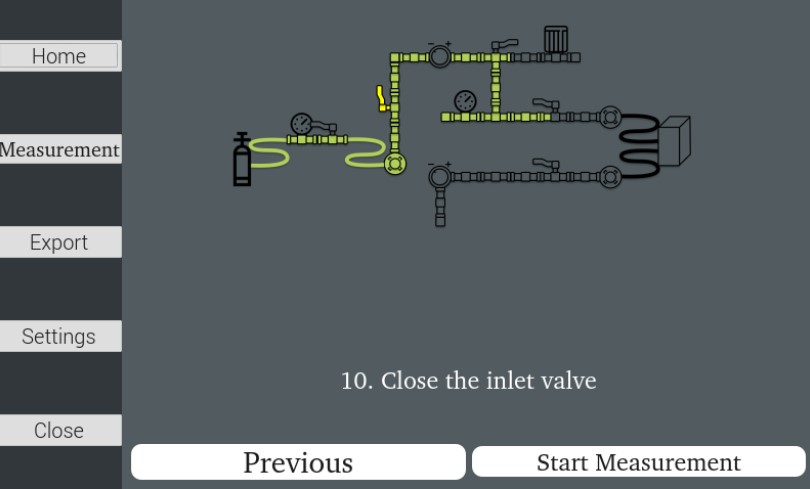 Home
Measurement
Export
Settings
Close
- +
- +
10. Close the inlet valve
Previous
Start Measurement